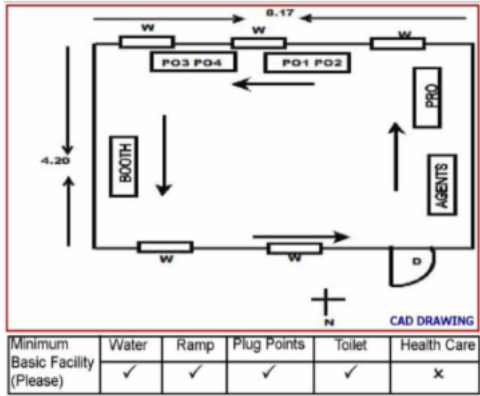 8.17
W W W
PO3 PO4 PO1 PO2
PRO
4.20
BOOTH
AGENTS
W W D
N
CAD DRAWING
Minimum Basic Facility (Please) Water Ramp Plug Points Toilet Health Care
✓ ✓ ✓ ✓ x